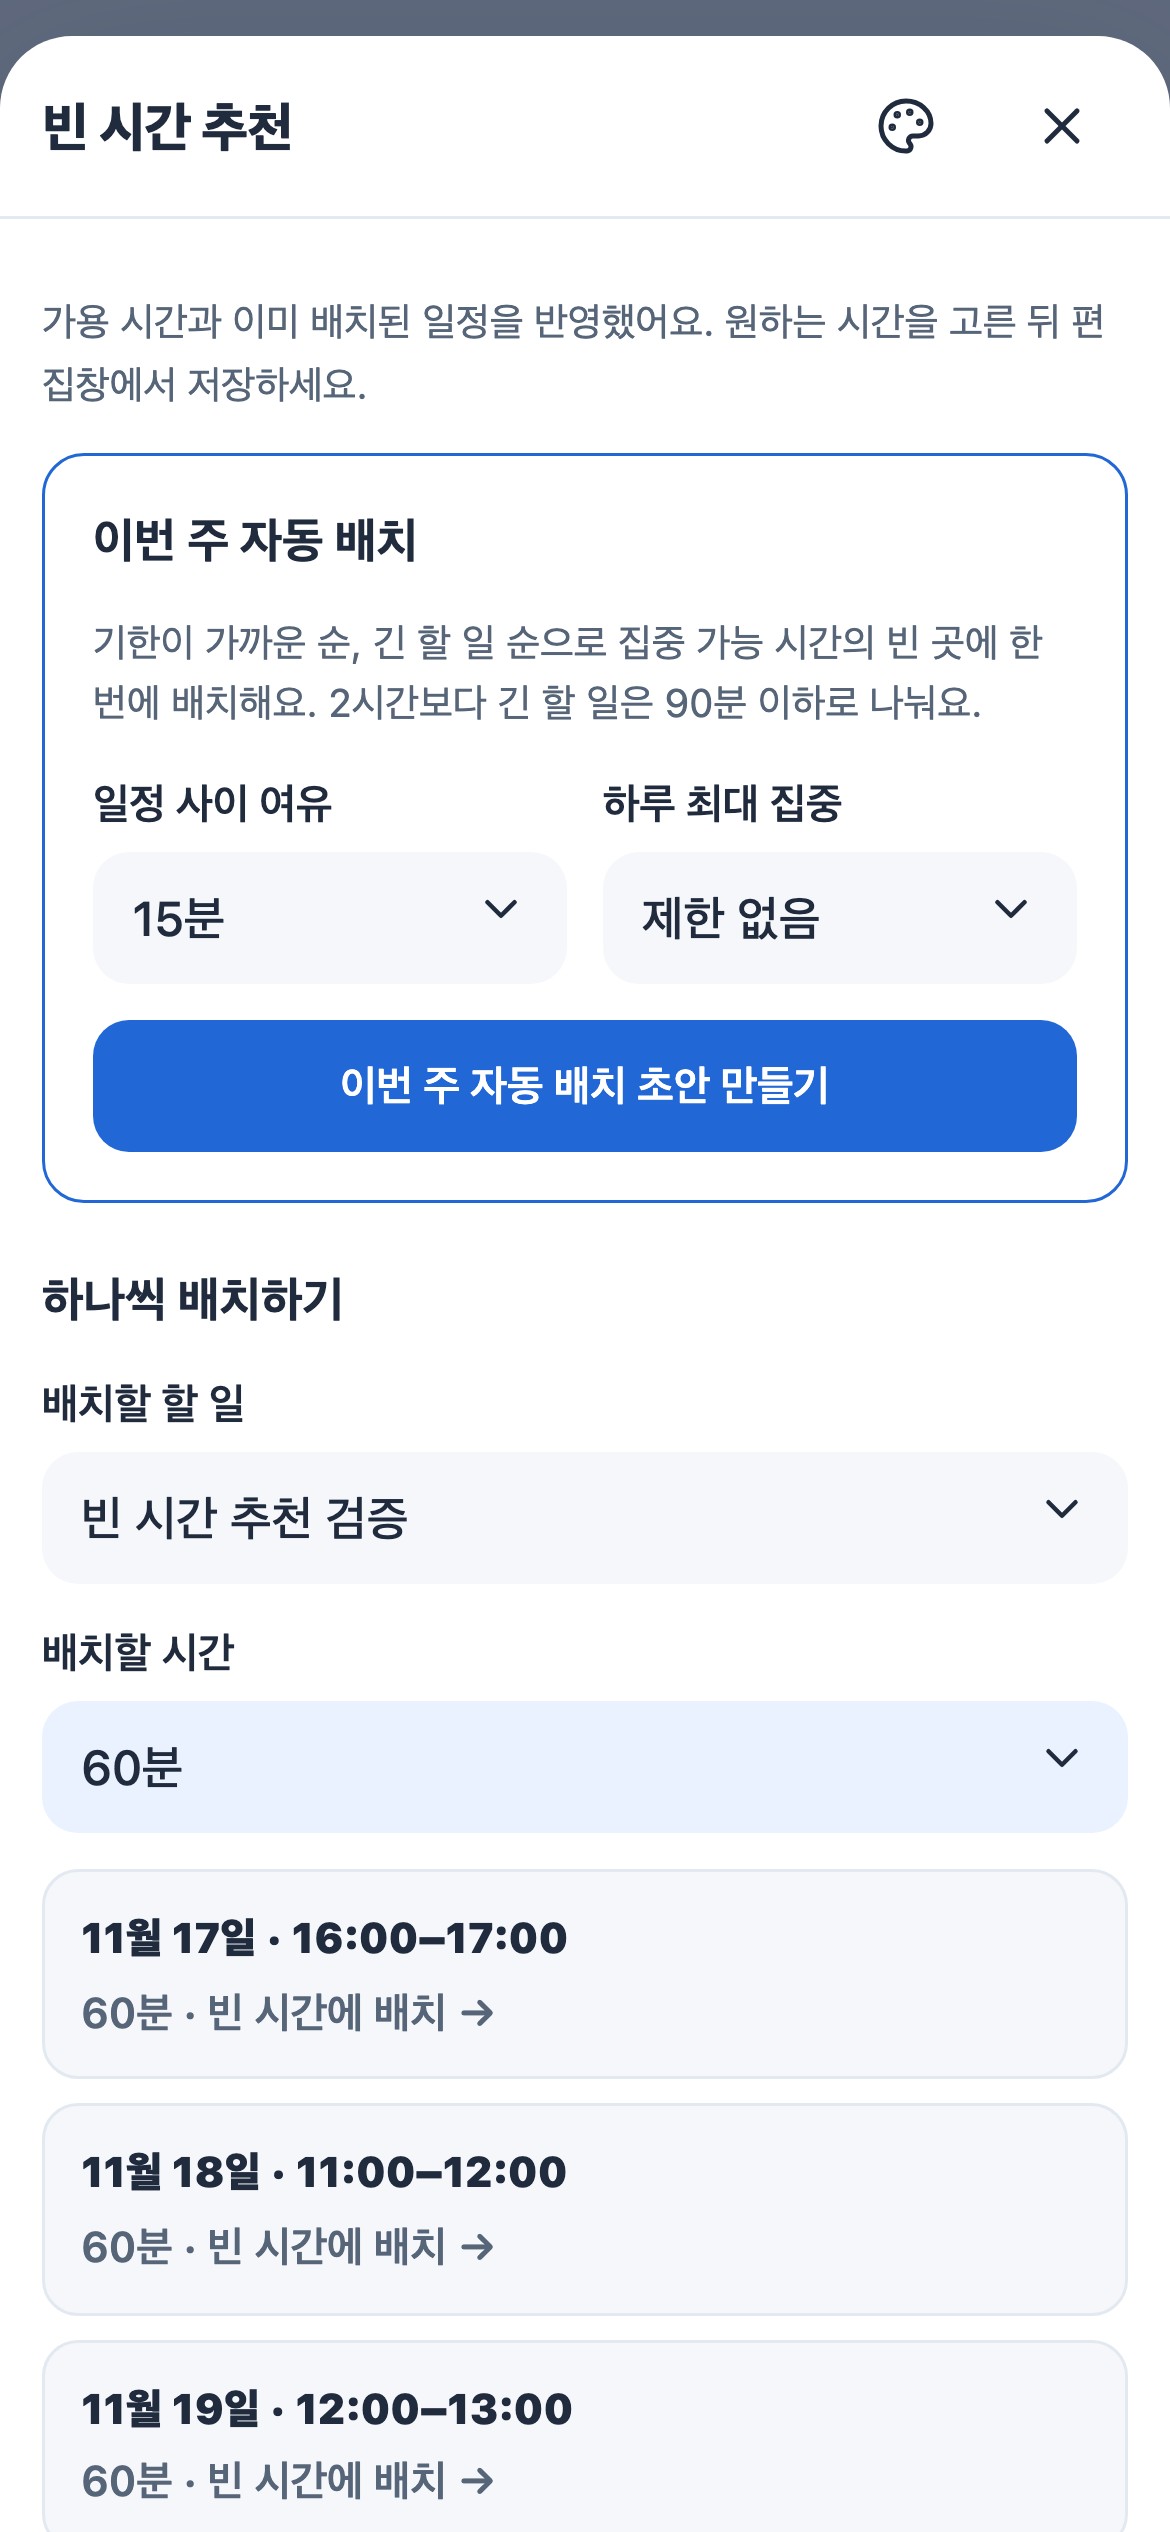 빈 시간 추천
가용 시간과 이미 배치된 일정을 반영했어요. 원하는 시간을 고른 뒤 편
집창에서 저장하세요.
이번 주 자동 배치
기한이 가까운 순, 긴 할 일 순으로 집중 가능 시간의 빈 곳에 한
번에 배치해요. 2시간보다 긴 할 일은 90분 이하로 나눠요.
일정 사이 여유
하루 최대 집중
15분
제한 없음
이번 주 자동 배치 초안 만들기
하나씩 배치하기
배치할 할 일
빈 시간 추천 검증
배치할 시간
60분
11월 17일 · 16:00–17:00
60분 · 빈 시간에 배치 →
11월 18일 · 11:00–12:00
60분 · 빈 시간에 배치 →
11월 19일 · 12:00–13:00
60분 · 빈 시간에 배치 →